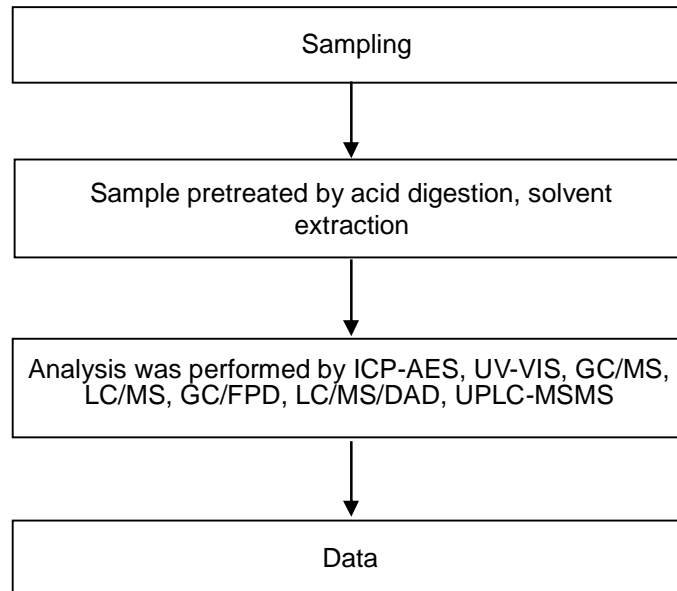 Sampling
Sample pretreated by acid digestion, solvent
extraction
Analysis was performed by ICP-AES, UV-VIS, GC/MS,
LC/MS, GC/FPD, LC/MS/DAD, UPLC-MSMS
Data